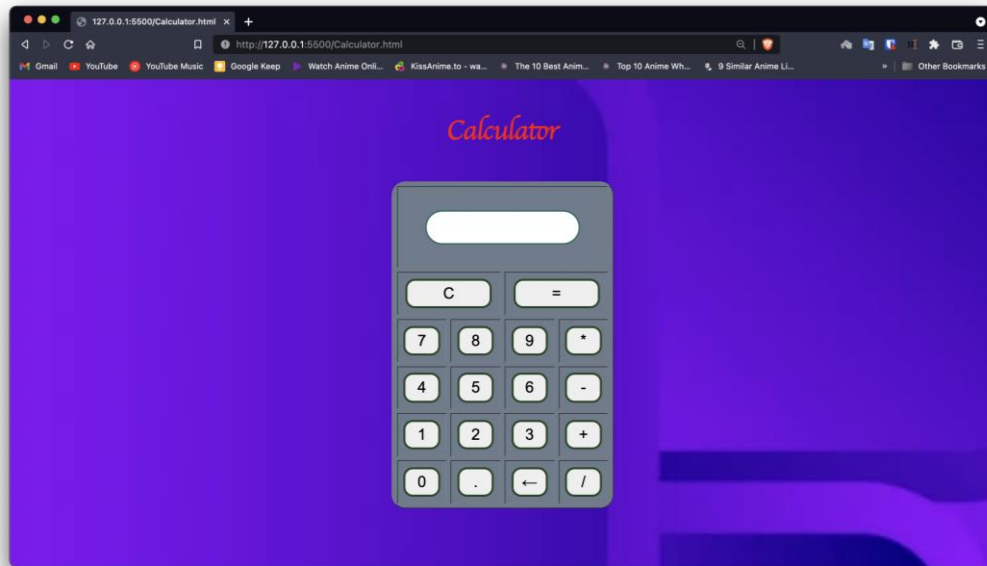 127.0.0.1:5500/Calculator.html × +
http://127.0.0.1:5500/Calculator.html
Gmail YouTube YouTube Music Google Keep Watch Anime Onli... KissAnime.to - wa... The 10 Best Anim... Top 10 Anime Wh... 9 Similar Anime Li... » Other Bookmarks
Calculator
C =
7 8 9 *
4 5 6 -
1 2 3 +
0 . ← /